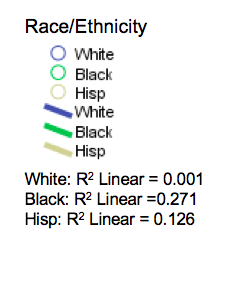 Race/Ethnicity
White
Black
Hisp
White
Black
Hisp
White: R² Linear = 0.001
Black: R² Linear =0.271
Hisp: R² Linear = 0.126